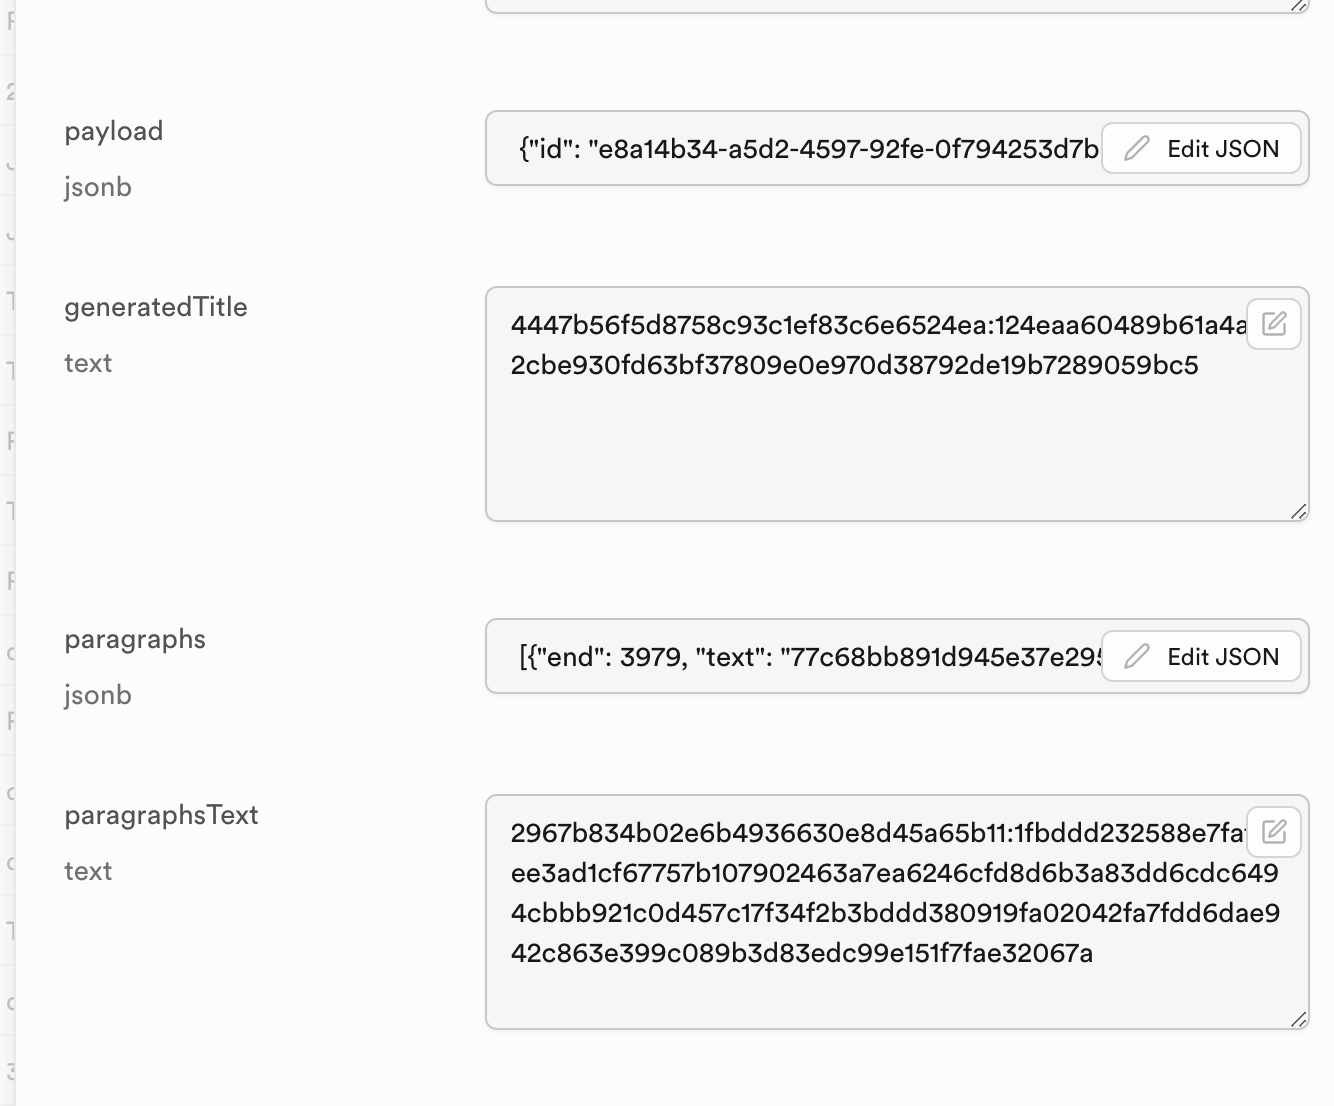 payload
jsonb
{"id": "e8a14b34-a5d2-4597-92fe-0f794253d7b
Edit JSON
generatedTitle
text
4447b56f5d8758c93c1ef83c6e6524ea:124eaa60489b61a4a
2cbe930fd63bf37809e0e970d38792de19b7289059bc5
paragraphs
jsonb
[{"end": 3979, "text": "77c68bb891d945e37e295
Edit JSON
paragraphsText
text
2967b834b02e6b4936630e8d45a65b11:1fbddd232588e7fa
ee3ad1cf67757b107902463a7ea6246cfd8d6b3a83dd6cdc649
4cbbb921c0d457c17f34f2b3bddd380919fa02042fa7fdd6dae9
42c863e399c089b3d83edc99e151f7fae32067a